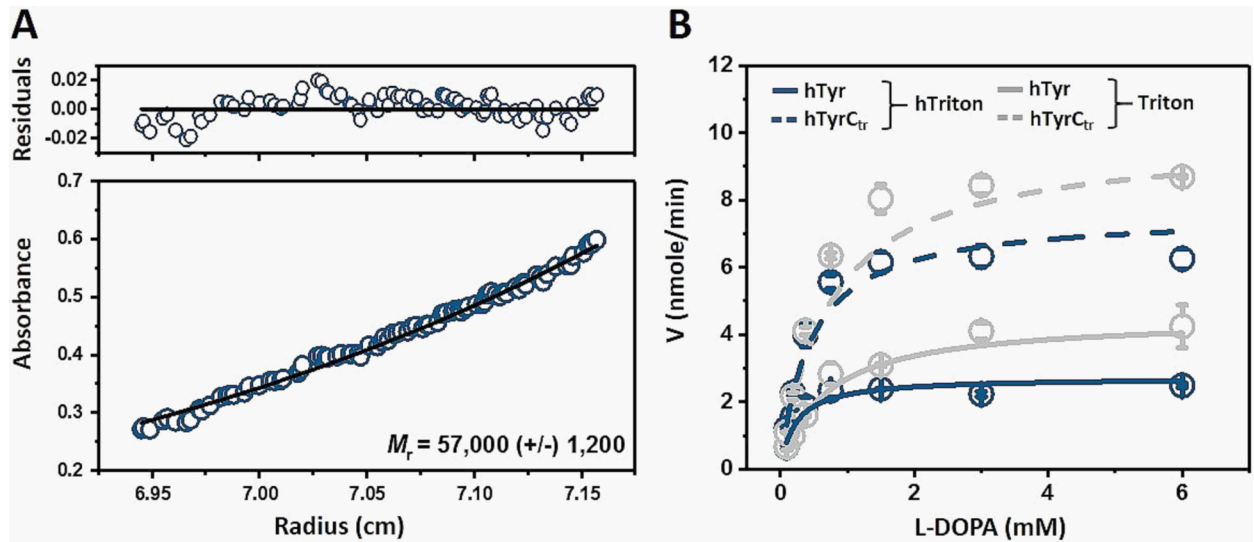 A
Residuals
0.02
0.00
-0.02
Absorbance
0.7
0.6
0.5
0.4
0.3
0.2
Mr = 57,000 (+/-) 1,200
6.95 7.00 7.05 7.10 7.15
Radius (cm)
B
V (nmole/min)
12
10
8
6
4
2
0
hTyr
hTyrCtr
hTriton
hTyr
hTyrCtr
Triton
0 2 4 6
L-DOPA (mM)